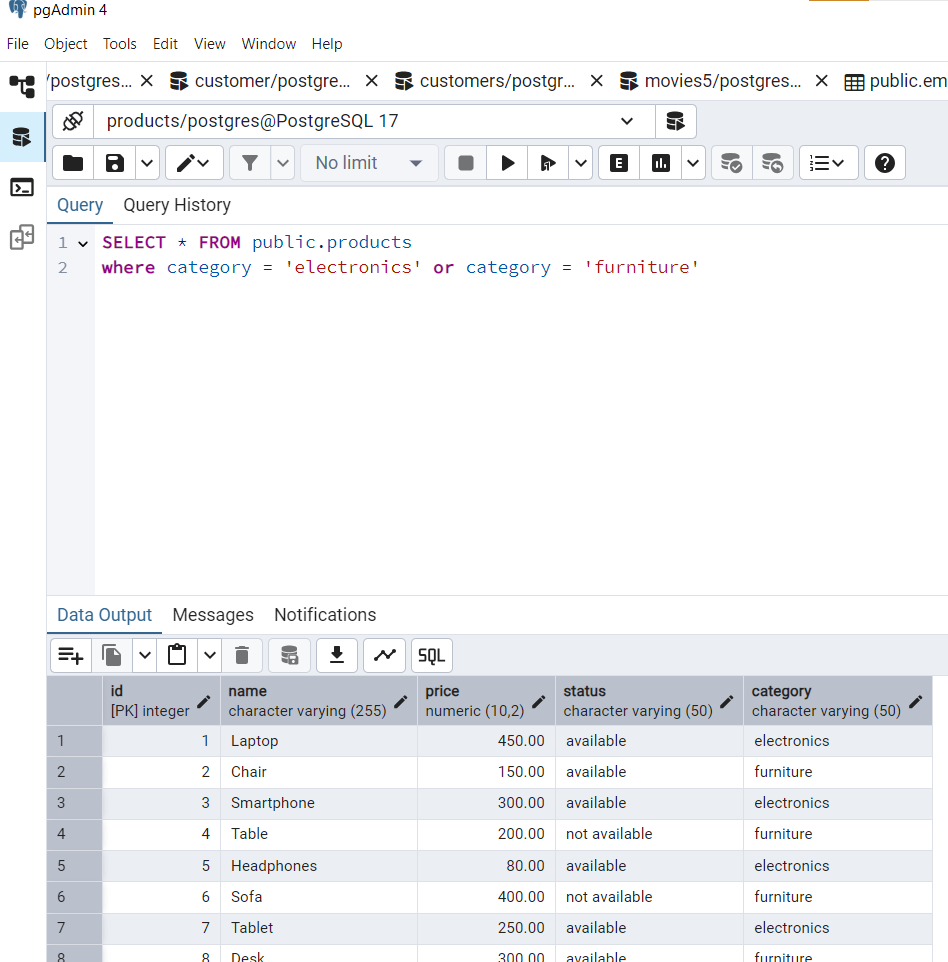 pgAdmin 4
File Object Tools Edit View Window Help
/postgres... customer/postgre... customers/postgr... movies5/postgres... public.em
products/postgres@PostgreSQL 17
No limit E
Query Query History
1 SELECT * FROM public.products
2 where category = 'electronics' or category = 'furniture'
Data Output Messages Notifications
SQL
id name price status category
[PK] integer character varying (255) numeric (10,2) character varying (50) character varying (50)
1 1 Laptop 450.00 available electronics
2 2 Chair 150.00 available furniture
3 3 Smartphone 300.00 available electronics
4 4 Table 200.00 not available furniture
5 5 Headphones 80.00 available electronics
6 6 Sofa 400.00 not available furniture
7 7 Tablet 250.00 available electronics
8 8 Desk 300.00 available furniture